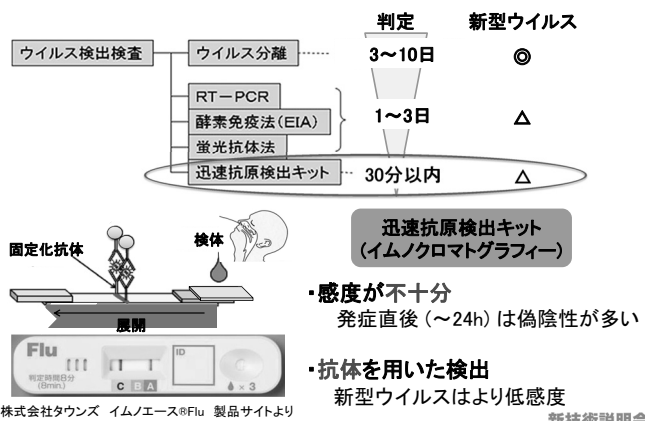 判定 新型ウイルス
ウイルス検出検査 ウイルス分離 3～10日 ◎
RT－PCR
酵素免疫法(EIA) 1～3日 △
蛍光抗体法
迅速抗原検出キット 30分以内 △
迅速抗原検出キット
(イムノクロマトグラフィー)
固定化抗体 検体
展開
・感度が不十分
発症直後 (～24h) は偽陰性が多い
・抗体を用いた検出
新型ウイルスはより低感度
Flu ID
判定時間8分
(8min.) C B A × 3
株式会社タウンズ イムノエース®Flu 製品サイトより
新技術説明会